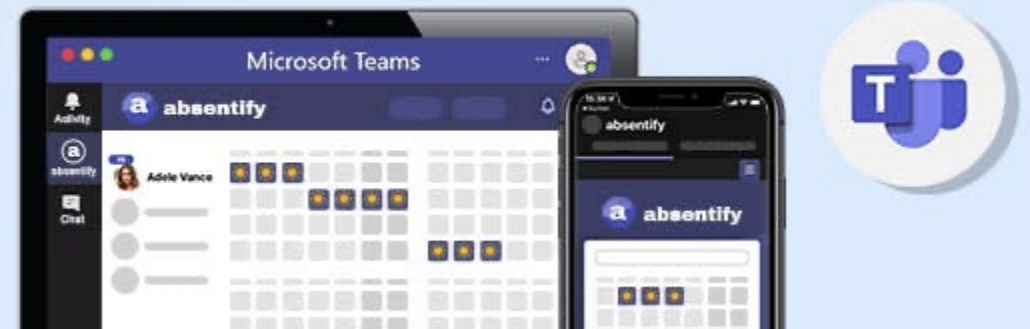 Microsoft Teams
Activity
a absentify
a
absentify
Adele Vance
Chat
absentify
a absentify
T